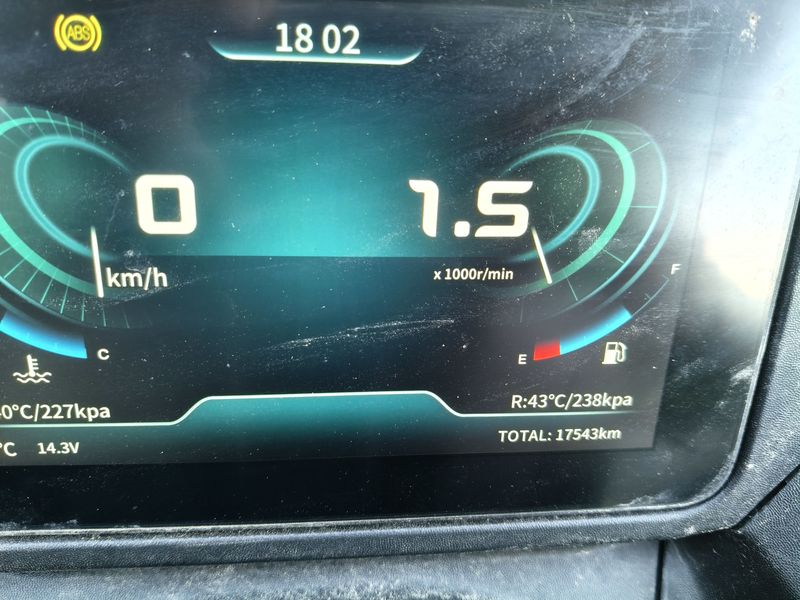 ABS
18 02
0
1.5
km/h
x 1000r/min
F
C
E
0°C/227kpa
R:43°C/238kpa
°C
14.3V
TOTAL: 17543km